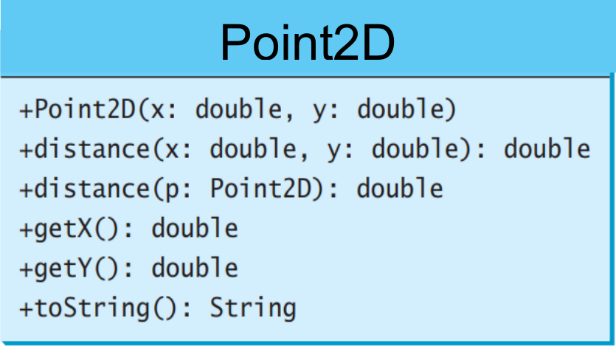 Point2D
+Point2D(x: double, y: double)
+distance(x: double, y: double): double
+distance(p: Point2D): double
+getX(): double
+getY(): double
+toString(): String